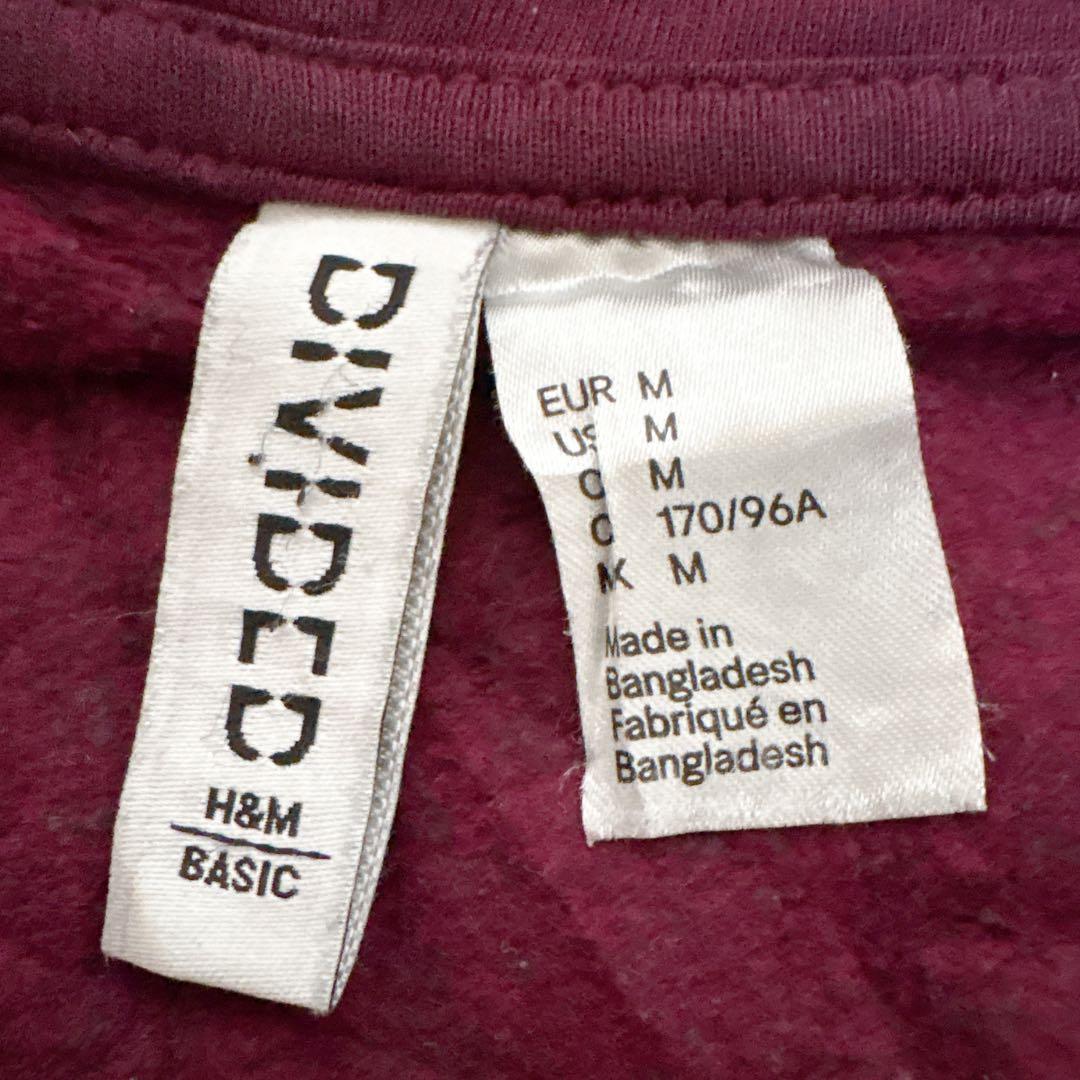 DIVIDED
H&M
BASIC
EUR M
US M
M
170/96A
M
Made in
Bangladesh
Fabriqué en
Bangladesh